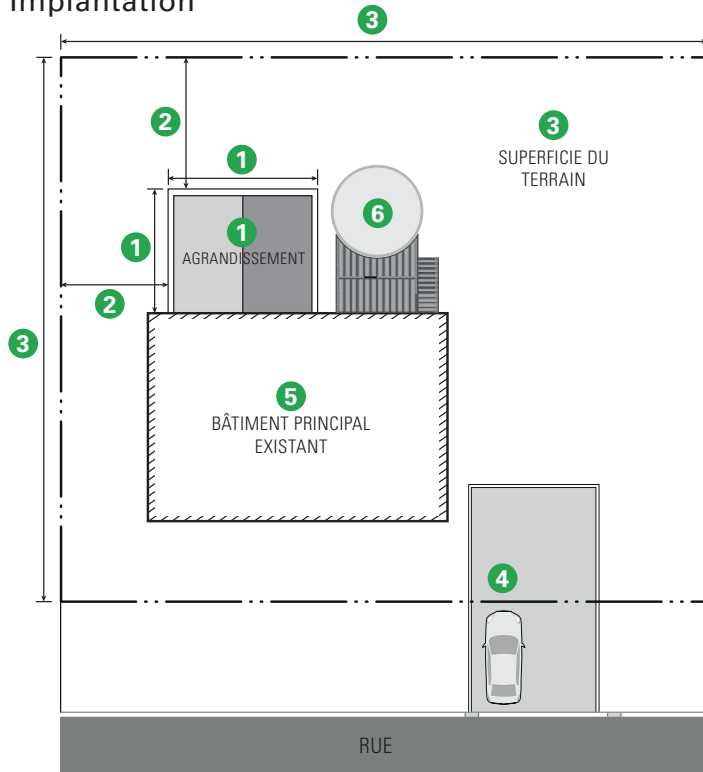 Implantation
3
3
SUPERFICIE DU
TERRAIN
2
1
6
1
1
AGRANDISSEMENT
2
3
5
BÂTIMENT PRINCIPAL
EXISTANT
4
RUE